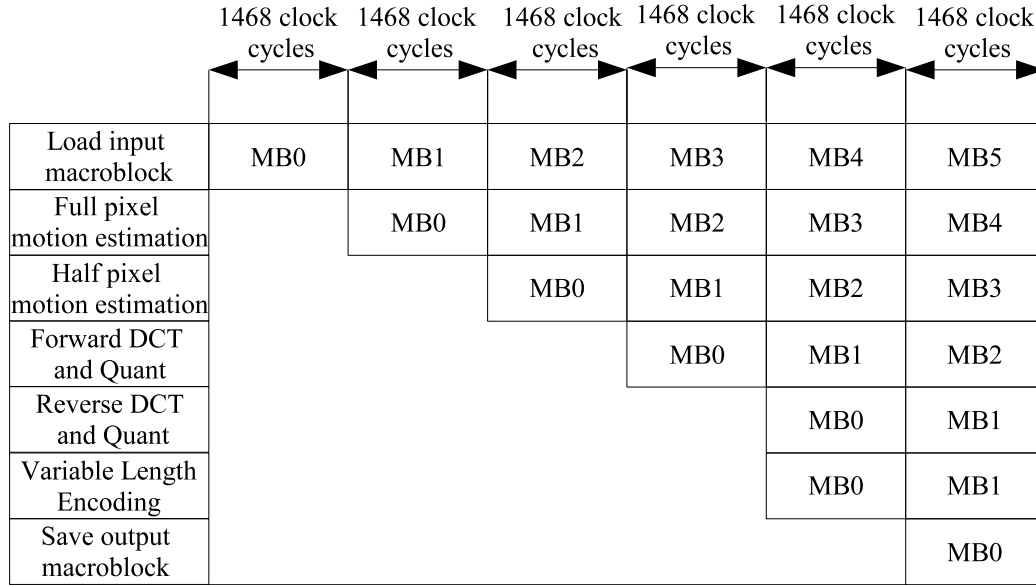 1468 clock cycles
1468 clock cycles
1468 clock cycles
1468 clock cycles
1468 clock cycles
1468 clock cycles
Load input
macroblock
MB0 MB1 MB2 MB3 MB4 MB5
Full pixel
motion estimation
MB0 MB1 MB2 MB3 MB4
Half pixel
motion estimation
MB0 MB1 MB2 MB3
Forward DCT
and Quant
MB0 MB1 MB2
Reverse DCT
and Quant
MB0 MB1
Variable Length
Encoding
MB0 MB1
Save output
macroblock
MB0